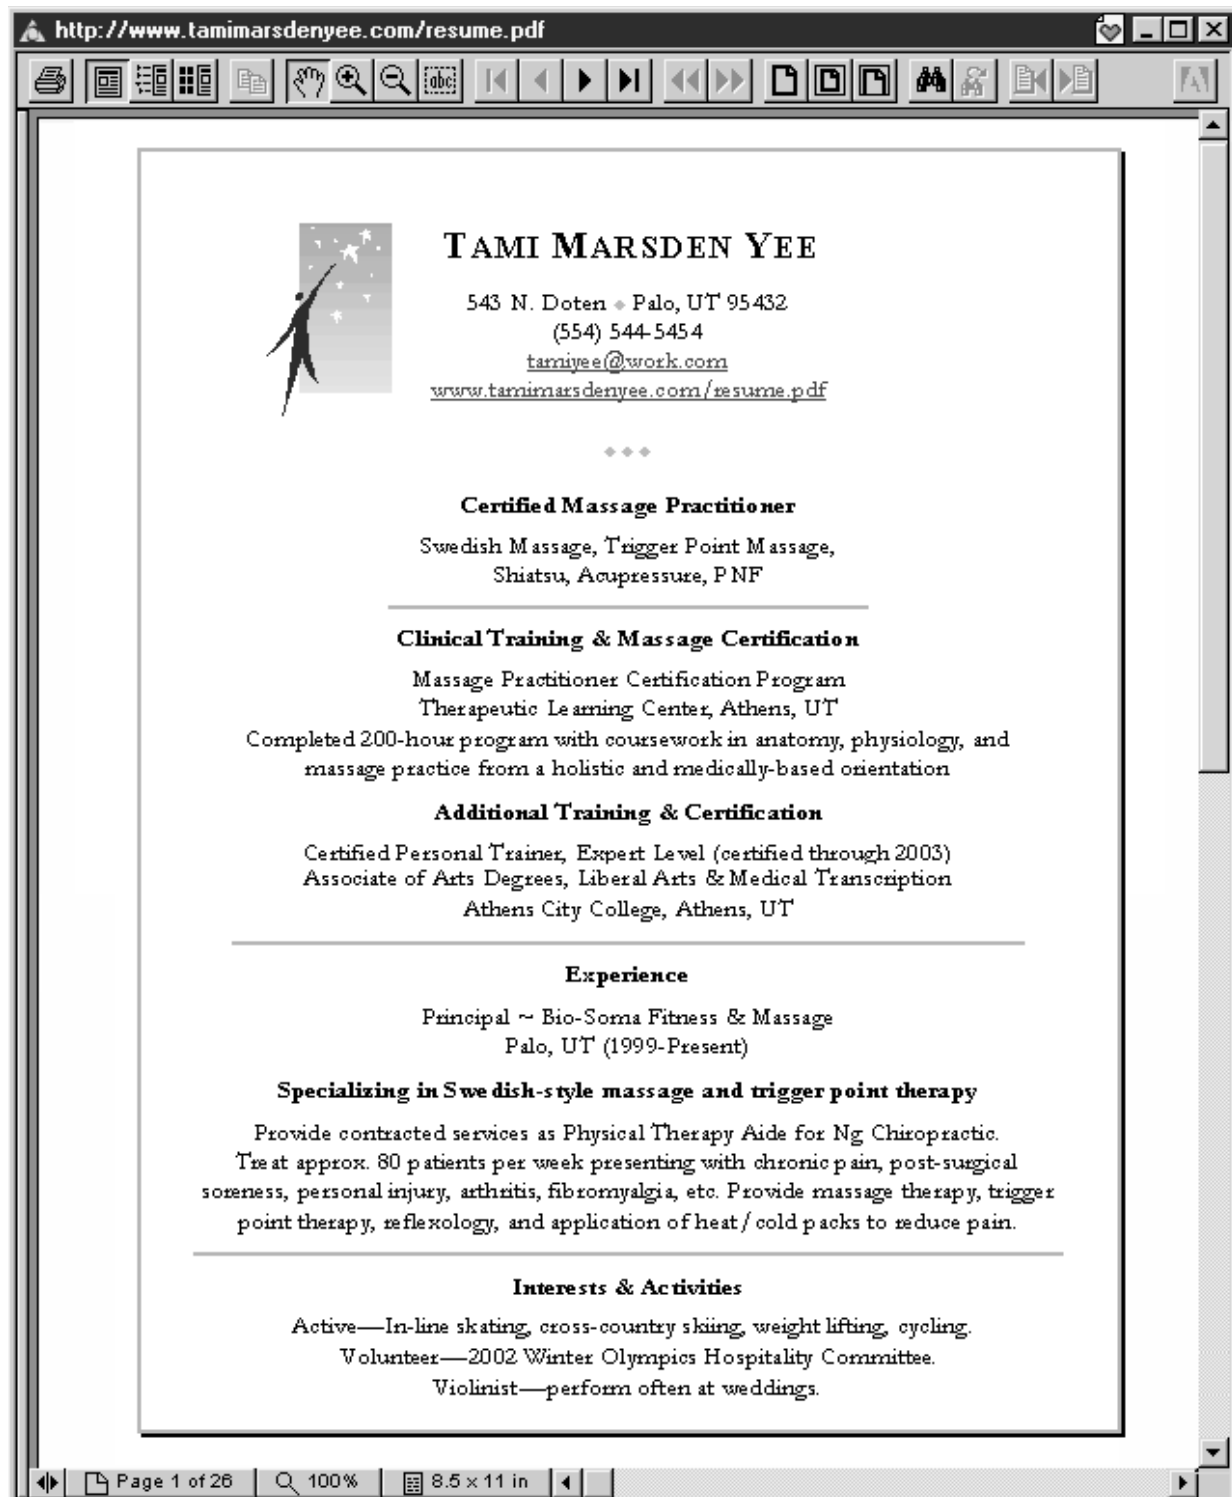 http://www.tamimarsdenyee.com/resume.pdf
abc
TAMI MARSDEN YEE
543 N. Doten ◆ Palo, UT 95432
(554) 544-5454
tamiyee@work.com
www.tamimarsdenyee.com/resume.pdf
◆ ◆ ◆
Certified Massage Practitioner
Swedish Massage, Trigger Point Massage,
Shiatsu, Acupressure, PNF
Clinical Training & Massage Certification
Massage Practitioner Certification Program
Therapeutic Learning Center, Athens, UT
Completed 200-hour program with coursework in anatomy, physiology, and
massage practice from a holistic and medically-based orientation
Additional Training & Certification
Certified Personal Trainer, Expert Level (certified through 2003)
Associate of Arts Degrees, Liberal Arts & Medical Transcription
Athens City College, Athens, UT
Experience
Principal ~ Bio-Soma Fitness & Massage
Palo, UT (1999-Present)
Specializing in Swedish-style massage and trigger point therapy
Provide contracted services as Physical Therapy Aide for Ng Chiropractic.
Treat approx. 80 patients per week presenting with chronic pain, post-surgical
soreness, personal injury, arthritis, fibromyalgia, etc. Provide massage therapy, trigger
point therapy, reflexology, and application of heat/cold packs to reduce pain.
Interests & Activities
Active—In-line skating, cross-country skiing, weight lifting, cycling.
Volunteer—2002 Winter Olympics Hospitality Committee.
Violinist—perform often at weddings.
Page 1 of 26 100% 8.5 x 11 in